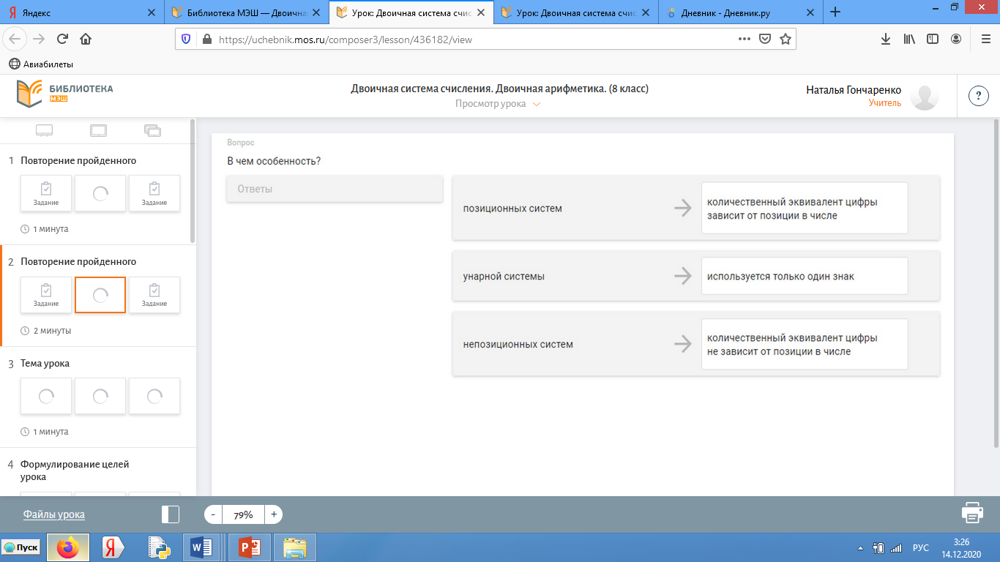 Яндекс
Библиотека МЭШ — Двоична
Урок: Двоичная система счис
Урок: Двоичная система счис
Дневник - Дневник.ру
https://uchebnik.mos.ru/composer3/lesson/436182/view
Авиабилеты
БИБЛИОТЕКА
МЭШ
Двоичная система счисления. Двоичная арифметика. (8 класс)
Просмотр урока
Наталья Гончаренко
Учитель
?
1 Повторение пройденного
Задание
Задание
1 минута
2 Повторение пройденного
Задание
Задание
2 минуты
3 Тема урока
1 минута
4 Формулирование целей
урока
Вопрос
В чем особенность?
Ответы
позиционных систем
количественный эквивалент цифры
зависит от позиции в числе
унарной системы
используется только один знак
непозиционных систем
количественный эквивалент цифры
не зависит от позиции в числе
Файлы урока
- 79% +
Пуск
РУС
3:26
14.12.2020